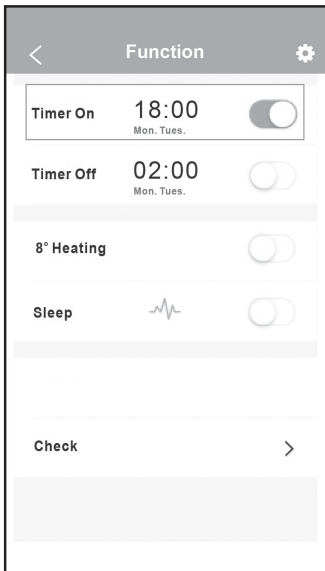 Function
Timer On 18:00
Mon. Tues.
Timer Off 02:00
Mon. Tues.
8° Heating
Sleep
Check